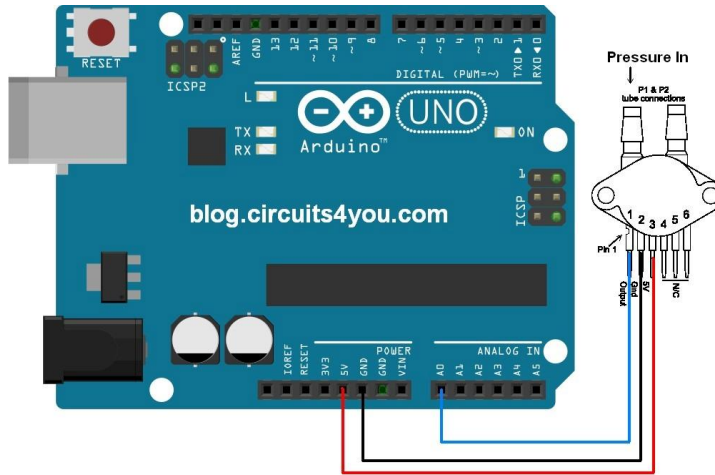 RESET
ICSP2
AREF
GND
13
12
~11
~10
~9
8
7
~6
~5
4
~3
2
TX0 ▶ 1
RX0 ◀ 0
DIGITAL (PWM=~)
L
TX
RX
Arduino™
UNO
ON
1
ICSP
blog.circuits4you.com
POWER
ANALOG IN
IOREF
RESET
3V3
5V
GND
GND
VIN
A0
A1
A2
A3
A4
A5
Pressure In
P1 & P2
tube connections
1 2 3 4 5 6
Pin 1
Output
Gnd
5V
N/C